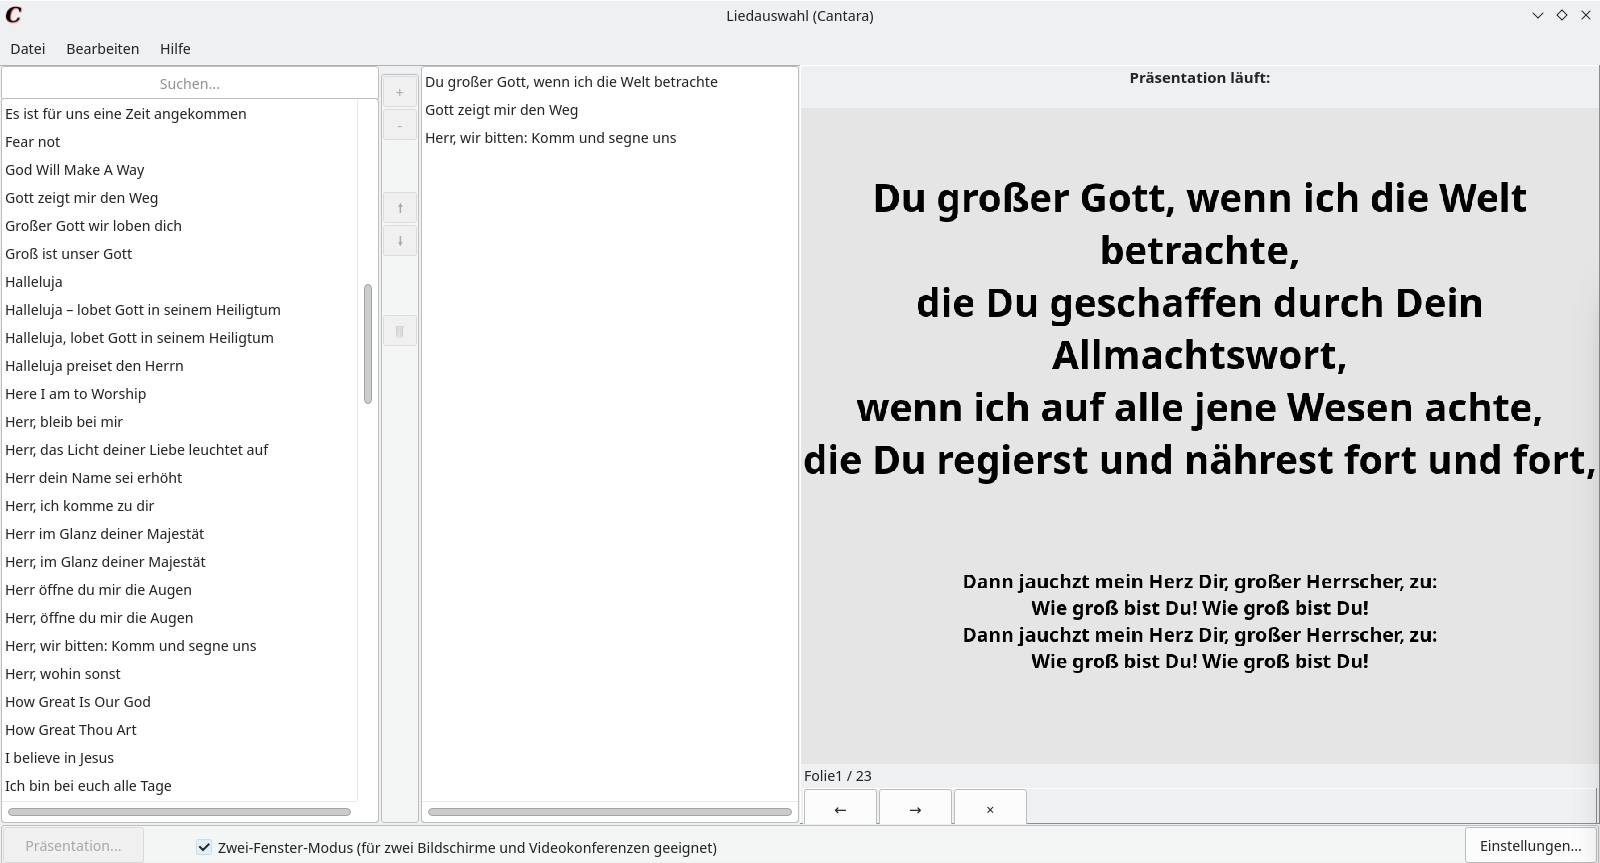 C
Liedauswahl (Cantara)
Datei Bearbeiten Hilfe
Suchen...
Es ist für uns eine Zeit angekommen
Fear not
God Will Make A Way
Gott zeigt mir den Weg
Großer Gott wir loben dich
Groß ist unser Gott
Halleluja
Halleluja – lobet Gott in seinem Heiligtum
Halleluja, lobet Gott in seinem Heiligtum
Halleluja preiset den Herrn
Here I am to Worship
Herr, bleib bei mir
Herr, das Licht deiner Liebe leuchtet auf
Herr dein Name sei erhöht
Herr, ich komme zu dir
Herr im Glanz deiner Majestät
Herr, im Glanz deiner Majestät
Herr öffne du mir die Augen
Herr, öffne du mir die Augen
Herr, wir bitten: Komm und segne uns
Herr, wohin sonst
How Great Is Our God
How Great Thou Art
I believe in Jesus
Ich bin bei euch alle Tage
+
-
↑
↓
Du großer Gott, wenn ich die Welt betrachte
Gott zeigt mir den Weg
Herr, wir bitten: Komm und segne uns
Präsentation läuft:
Du großer Gott, wenn ich die Welt
betrachte,
die Du geschaffen durch Dein
Allmachtswort,
wenn ich auf alle jene Wesen achte,
die Du regierst und nährest fort und fort,
Dann jauchzt mein Herz Dir, großer Herrscher, zu:
Wie groß bist Du! Wie groß bist Du!
Dann jauchzt mein Herz Dir, großer Herrscher, zu:
Wie groß bist Du! Wie groß bist Du!
Folie1 / 23
← → ×
Präsentation...
Zwei-Fenster-Modus (für zwei Bildschirme und Videokonferenzen geeignet)
Einstellungen...